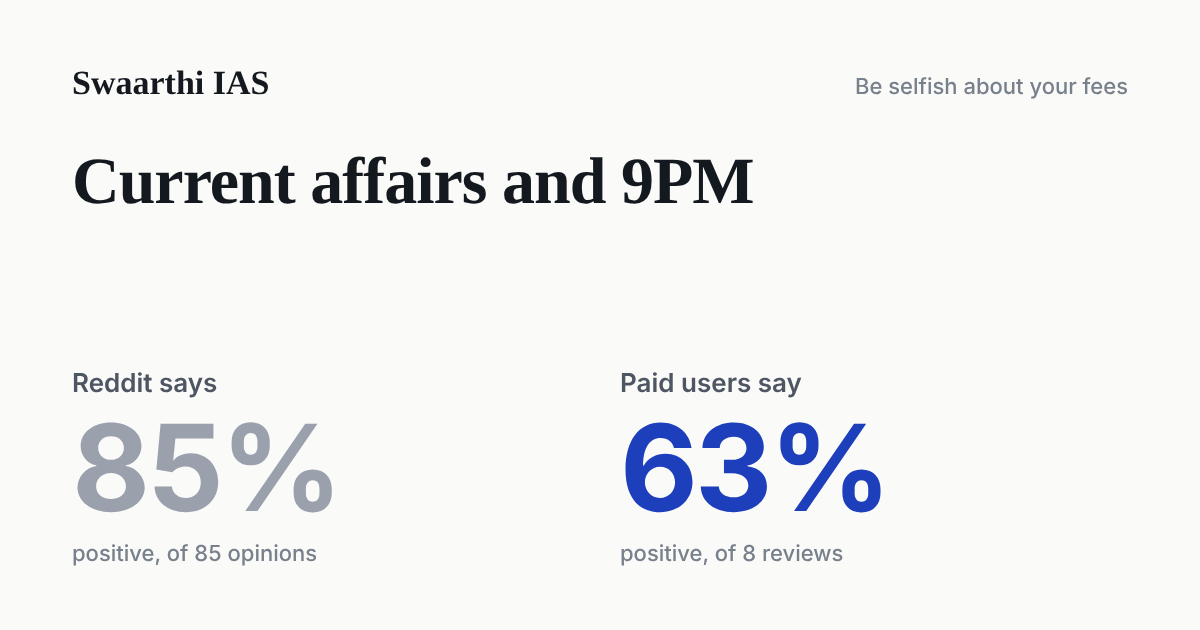 Swaarthi IAS
Be selfish about your fees
Current affairs and 9PM
Reddit says
85%
positive, of 85 opinions
Paid users say
63%
positive, of 8 reviews